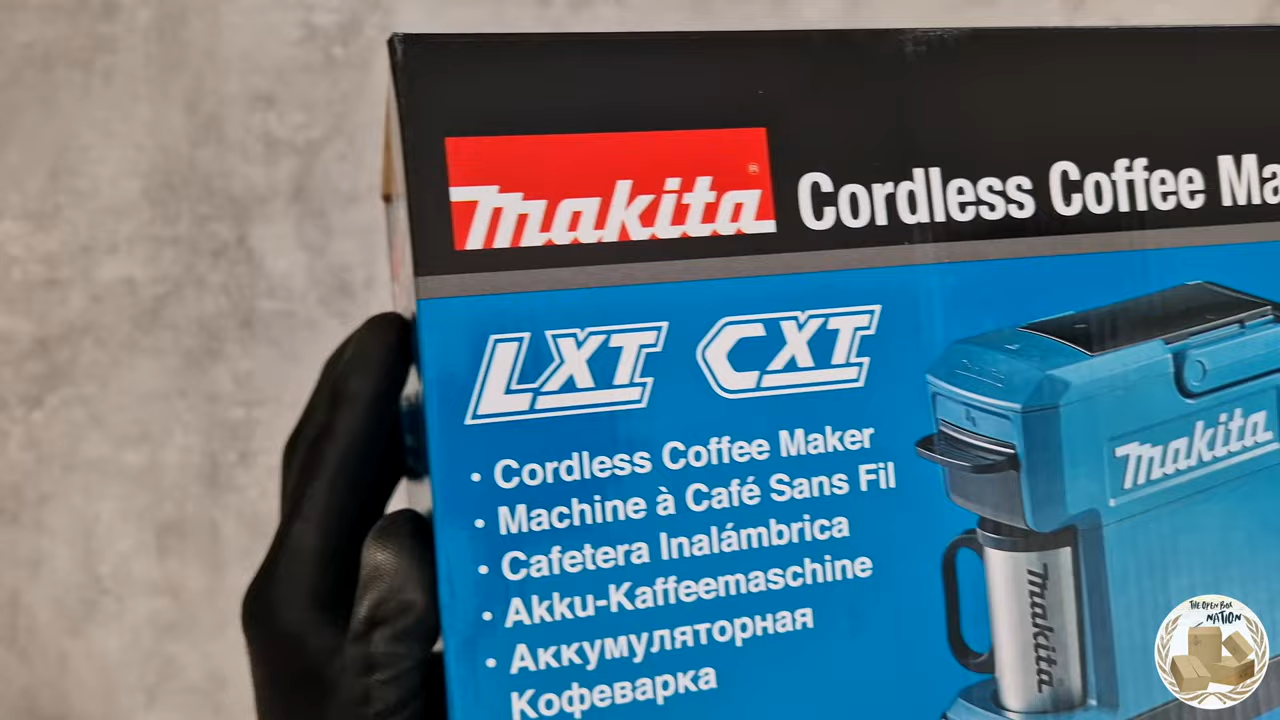 Makita®
Cordless Coffee Ma
LXT CXT
• Cordless Coffee Maker
• Machine à Café Sans Fil
• Cafetera Inalámbrica
• Akku-Kaffeemaschine
• Аккумуляторная
Кофеварка
Makita
Makita
THE OPEN BOX
NATION